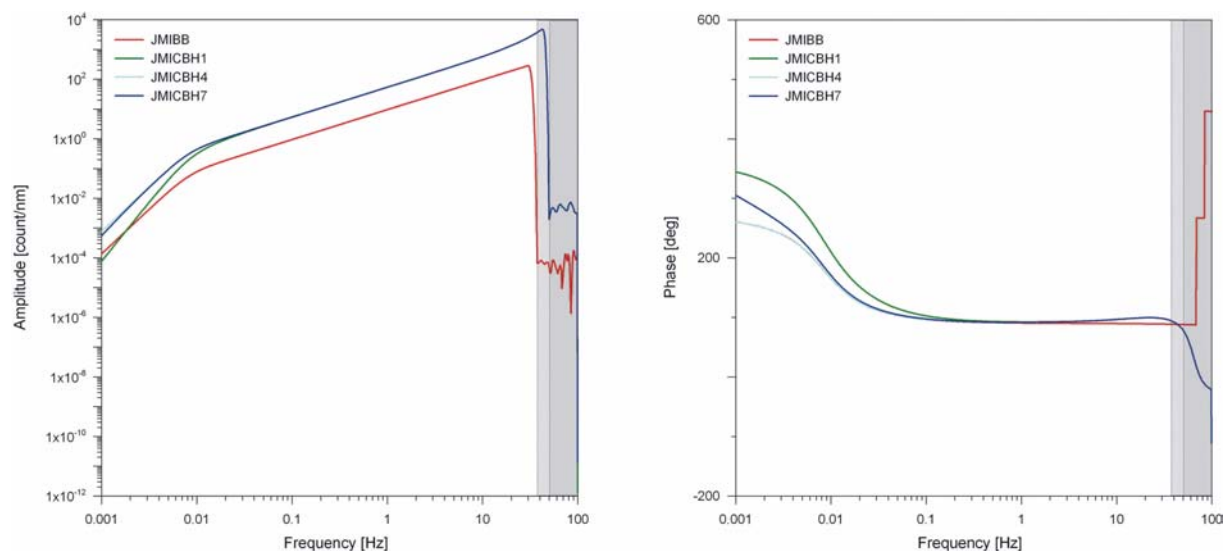 1x10^4
10^2
1x10^0
1x10^-2
1x10^-4
1x10^-6
1x10^-8
1x10^-10
1x10^-12
Amplitude [count/nm]
JMIBB
JMICBH1
JMICBH4
JMICBH7
0.001
0.01
0.1
1
10
100
Frequency [Hz]
600
200
-200
Phase [deg]
JMIBB
JMICBH1
JMICBH4
JMICBH7
0.001
0.01
0.1
1
10
100
Frequency [Hz]